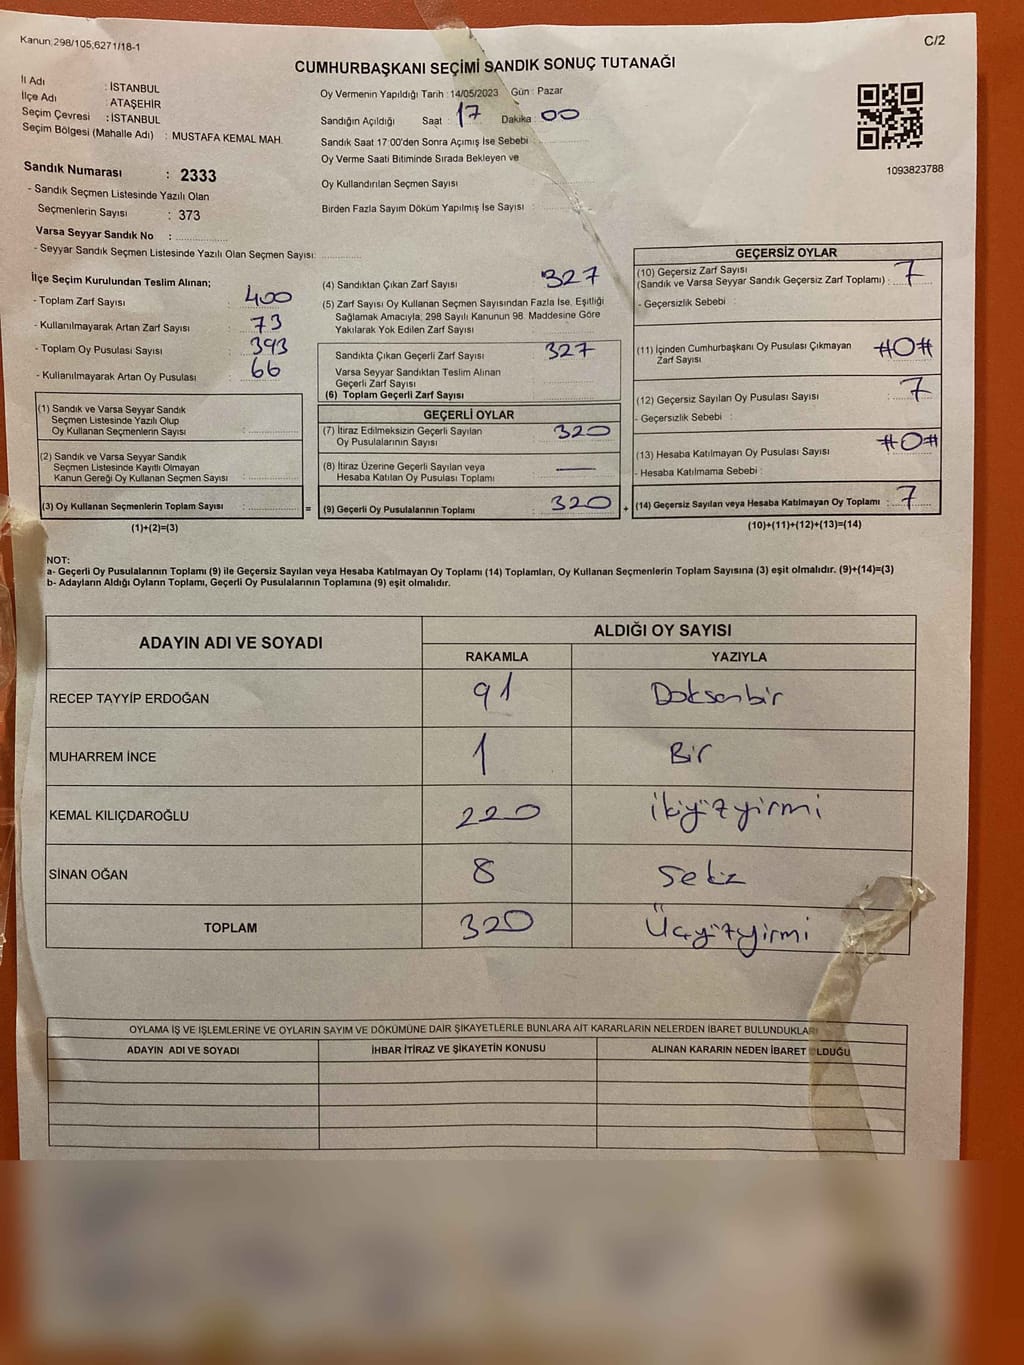 Kanun 298/105,6271/18-1
C/2
CUMHURBAŞKANI SEÇİMİ SANDIK SONUÇ TUTANAĞI
İl Adı : İSTANBUL
İlçe Adı : ATAŞEHİR
Seçim Çevresi : İSTANBUL
Seçim Bölgesi (Mahalle Adı) : MUSTAFA KEMAL MAH.
Oy Vermenin Yapıldığı Tarih : 14/05/2023 Gün : Pazar
Sandığın Açıldığı Saat : 17 Dakika : 00
Sandık Saat 17:00'den Sonra Açımış İse Sebebi :
Oy Verme Saati Bitiminde Sırada Bekleyen ve
Oy Kullandırılan Seçmen Sayısı
Birden Fazla Sayım Döküm Yapılmış İse Sayısı :
1093823788
Sandık Numarası : 2333
- Sandık Seçmen Listesinde Yazılı Olan
Seçmenlerin Sayısı : 373
Varsa Seyyar Sandık No :
- Seyyar Sandık Seçmen Listesinde Yazılı Olan Seçmen Sayısı:
İlçe Seçim Kurulundan Teslim Alınan;
- Toplam Zarf Sayısı : 400
- Kullanılmayarak Artan Zarf Sayısı : 73
- Toplam Oy Pusulası Sayısı : 393
- Kullanılmayarak Artan Oy Pusulası : 66
(1) Sandık ve Varsa Seyyar Sandık
Seçmen Listesinde Yazılı Olup
Oy Kullanan Seçmenlerin Sayısı :
(2) Sandık ve Varsa Seyyar Sandık
Seçmen Listesinde Kayıtlı Olmayan
Kanun Gereği Oy Kullanan Seçmen Sayısı :
(3) Oy Kullanan Seçmenlerin Toplam Sayısı :
(1)+(2)=(3)
(4) Sandıktan Çıkan Zarf Sayısı : 327
(5) Zarf Sayısı Oy Kullanan Seçmen Sayısından Fazla İse, Eşitliği
Sağlamak Amacıyla; 298 Sayılı Kanunun 98. Maddesine Göre
Yakılarak Yok Edilen Zarf Sayısı
Sandıkta Çıkan Geçerli Zarf Sayısı : 327
Varsa Seyyar Sandıktan Teslim Alınan
Geçerli Zarf Sayısı
(6) Toplam Geçerli Zarf Sayısı
GEÇERLİ OYLAR
(7) İtiraz Edilmeksizin Geçerli Sayılan
Oy Pusulalarının Sayısı : 320
(8) İtiraz Üzerine Geçerli Sayılan veya
Hesaba Katılan Oy Pusulası Toplamı : —
= (9) Geçerli Oy Pusulalarının Toplamı : 320 +
GEÇERSİZ OYLAR
(10) Geçersiz Zarf Sayısı
(Sandık ve Varsa Seyyar Sandık Geçersiz Zarf Toplamı) : 7
- Geçersizlik Sebebi :
(11) İçinden Cumhurbaşkanı Oy Pusulası Çıkmayan
Zarf Sayısı #0#
(12) Geçersiz Sayılan Oy Pusulası Sayısı : 7
- Geçersizlik Sebebi :
(13) Hesaba Katılmayan Oy Pusulası Sayısı : #0#
- Hesaba Katılmama Sebebi :
(14) Geçersiz Sayılan veya Hesaba Katılmayan Oy Toplamı : 7
(10)+(11)+(12)+(13)=(14)
NOT:
a- Geçerli Oy Pusulalarının Toplamı (9) ile Geçersiz Sayılan veya Hesaba Katılmayan Oy Toplamı (14) Toplamları, Oy Kullanan Seçmenlerin Toplam Sayısına (3) eşit olmalıdır. (9)+(14)=(3)
b- Adayların Aldığı Oyların Toplamı, Geçerli Oy Pusulalarının Toplamına (9) eşit olmalıdır.
ADAYIN ADI VE SOYADI ALDIĞI OY SAYISI
RAKAMLA YAZIYLA
RECEP TAYYİP ERDOĞAN 91 Doksanbir
MUHARREM İNCE 1 Bir
KEMAL KILIÇDAROĞLU 220 ikiyüzyirmi
SİNAN OĞAN 8 Sekiz
TOPLAM 320 Üçyüzyirmi
OYLAMA İŞ VE İŞLEMLERİNE VE OYLARIN SAYIM VE DÖKÜMÜNE DAİR ŞİKAYETLERLE BUNLARA AİT KARARLARIN NELERDEN İBARET BULUNDUKLARI
ADAYIN ADI VE SOYADI İHBAR İTİRAZ VE ŞİKAYETİN KONUSU ALINAN KARARIN NEDEN İBARET OLDUĞU